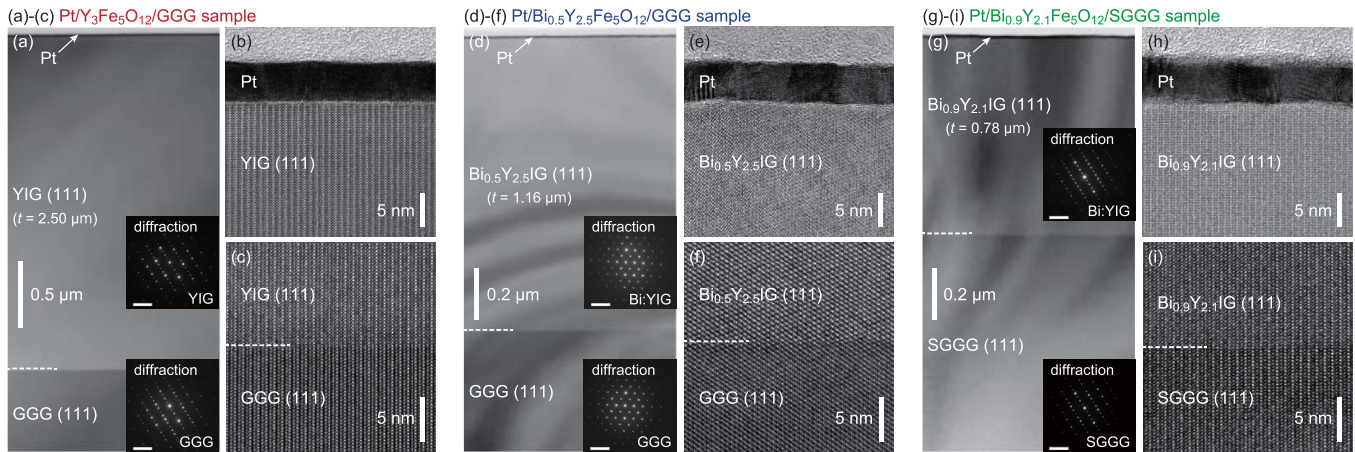 (a)-(c) Pt/Y₃Fe₅O₁₂/GGG sample
(a)
Pt
YIG (111)
(t = 2.50 μm)
0.5 μm
diffraction
YIG
GGG (111)
diffraction
GGG
(b)
Pt
YIG (111)
5 nm
(c)
YIG (111)
GGG (111)
5 nm
(d)-(f) Pt/Bi₀.₅Y₂.₅Fe₅O₁₂/GGG sample
(d)
Pt
Bi₀.₅Y₂.₅IG (111)
(t = 1.16 μm)
0.2 μm
diffraction
Bi:YIG
GGG (111)
diffraction
GGG
(e)
Pt
Bi₀.₅Y₂.₅IG (111)
5 nm
(f)
Bi₀.₅Y₂.₅IG (111)
GGG (111)
5 nm
(g)-(i) Pt/Bi₀.₉Y₂.₁Fe₅O₁₂/SGGG sample
(g)
Pt
Bi₀.₉Y₂.₁IG (111)
(t = 0.78 μm)
diffraction
Bi:YIG
0.2 μm
SGGG (111)
diffraction
SGGG
(h)
Pt
Bi₀.₉Y₂.₁IG (111)
5 nm
(i)
Bi₀.₉Y₂.₁IG (111)
SGGG (111)
5 nm